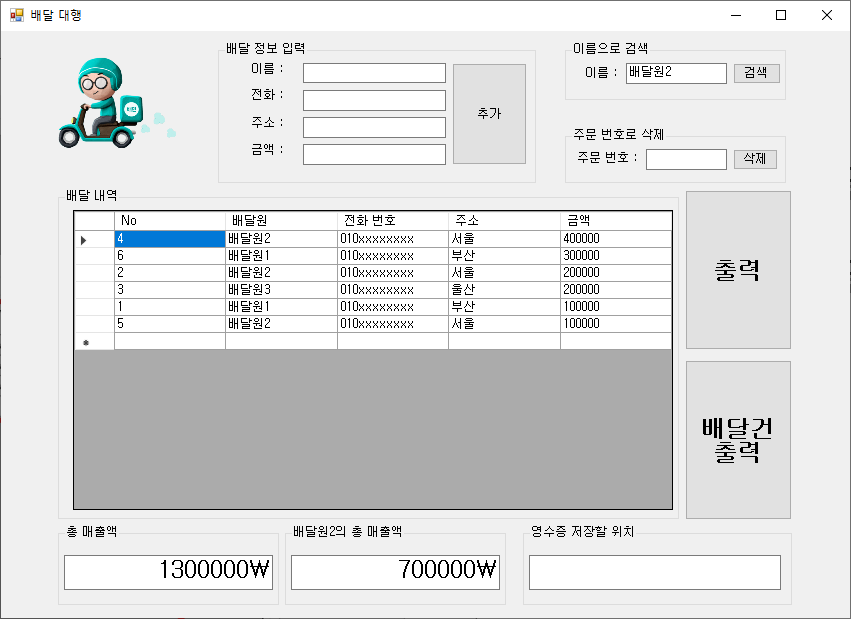 배달 대행
배달 정보 입력
이름 :
전화 :
주소 :
금액 :
추가
이름으로 검색
이름 : 배달원2 검색
주문 번호로 삭제
주문 번호 : 삭제
배달 내역
No 배달원 전화 번호 주소 금액
4 배달원2 010xxxxxxxx 서울 400000
6 배달원1 010xxxxxxxx 부산 300000
2 배달원2 010xxxxxxxx 서울 200000
3 배달원3 010xxxxxxxx 울산 200000
1 배달원1 010xxxxxxxx 부산 100000
5 배달원2 010xxxxxxxx 서울 100000
출력
배달건
출력
총 매출액
1300000₩
배달원2의 총 매출액
700000₩
영수증 저장할 위치